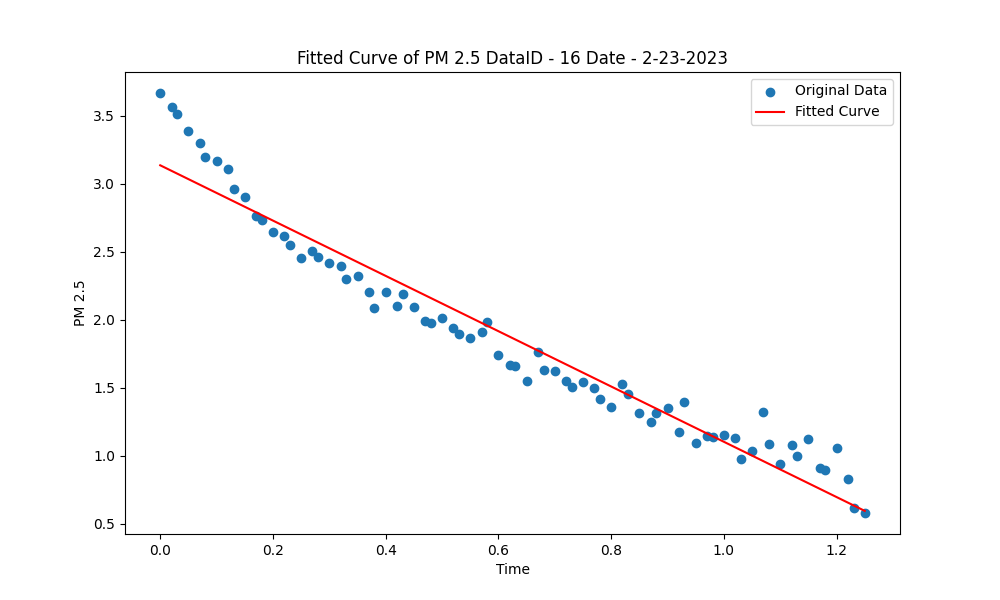 Fitted Curve of PM 2.5 DataID - 16 Date - 2-23-2023
Original Data
Fitted Curve
3.5
3.0
2.5
2.0
1.5
1.0
0.5
PM 2.5
0.0 0.2 0.4 0.6 0.8 1.0 1.2
Time